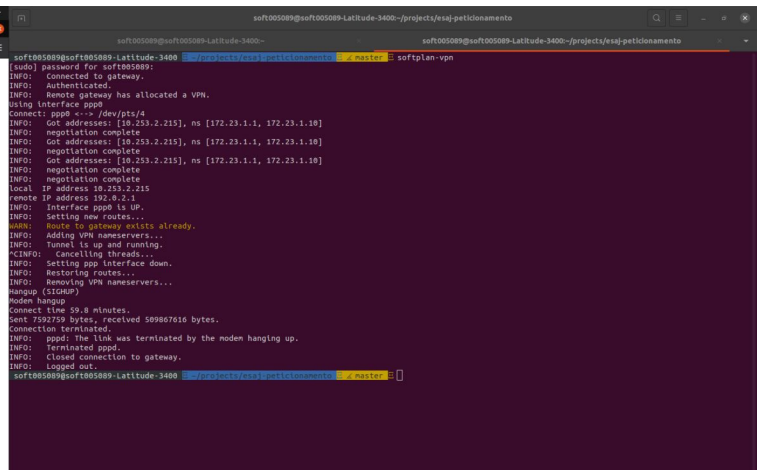 soft005089@soft005089-Latitude-3400:~/projects/esaj-peticionamento
soft005089@soft005089-Latitude-3400:~
soft005089@soft005089-Latitude-3400:~/projects/esaj-peticionamento
soft005089@soft005089-Latitude-3400 ~/projects/esaj-peticionamento master softplan-vpn
[sudo] password for soft005089:
INFO: Connected to gateway.
INFO: Authenticated.
INFO: Remote gateway has allocated a VPN.
Using interface ppp0
Connect: ppp0 <--> /dev/pts/4
INFO: Got addresses: [10.253.2.215], ns [172.23.1.1, 172.23.1.10]
INFO: negotiation complete
INFO: Got addresses: [10.253.2.215], ns [172.23.1.1, 172.23.1.10]
INFO: negotiation complete
INFO: Got addresses: [10.253.2.215], ns [172.23.1.1, 172.23.1.10]
INFO: negotiation complete
INFO: negotiation complete
local IP address 10.253.2.215
remote IP address 192.0.2.1
INFO: Interface ppp0 is UP.
INFO: Setting new routes...
WARN: Route to gateway exists already.
INFO: Adding VPN nameservers...
INFO: Tunnel is up and running.
^CINFO: Cancelling threads...
INFO: Setting ppp interface down.
INFO: Restoring routes...
INFO: Removing VPN nameservers...
Hangup (SIGHUP)
Modem hangup
Connect time 59.8 minutes.
Sent 7592759 bytes, received 509867616 bytes.
Connection terminated.
INFO: pppd: The link was terminated by the modem hanging up.
INFO: Terminated pppd.
INFO: Closed connection to gateway.
INFO: Logged out.
soft005089@soft005089-Latitude-3400 ~/projects/esaj-peticionamento master